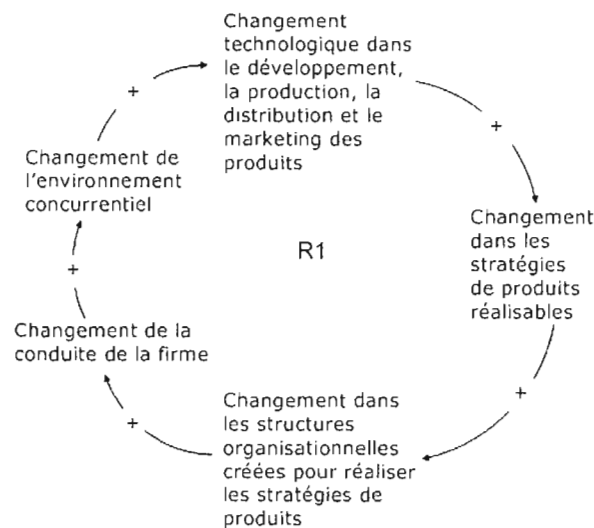 Changement
technologique dans
le développement,
la production, la
distribution et le
marketing des
produits
+
+
Changement de
l'environnement
concurrentiel
Changement
dans les
stratégies
de produits
réalisables
R1
+
Changement de la
conduite de la firme
+
+
Changement dans
les structures
organisationnelles
créées pour réaliser
les stratégies de
produits